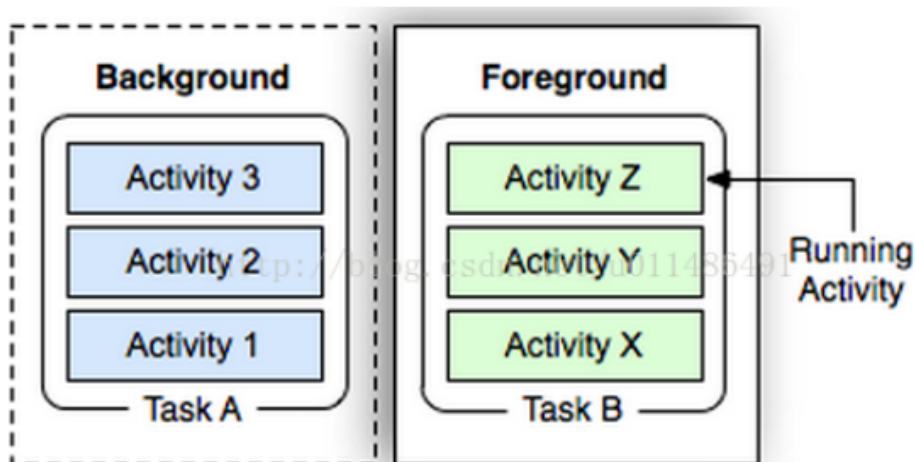 Background
Activity 3
Activity 2
Activity 1
Task A
Foreground
Activity Z
Activity Y
Activity X
Task B
Running
Activity